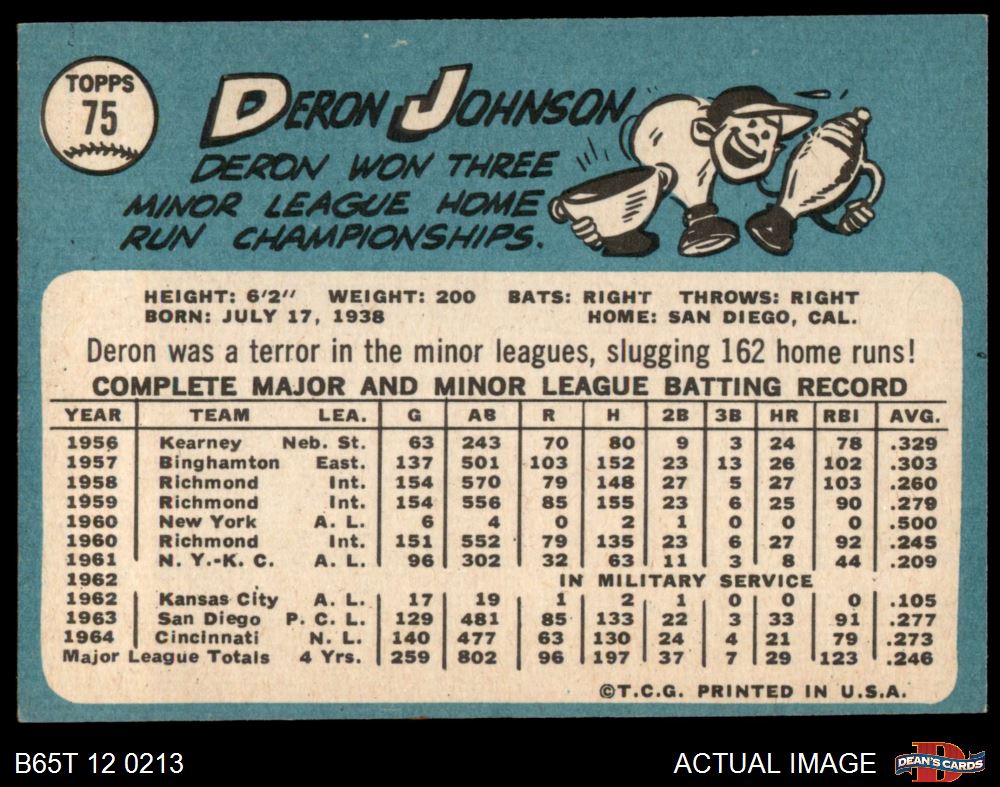 TOPPS
75
DERON JOHNSON
DERON WON THREE
MINOR LEAGUE HOME
RUN CHAMPIONSHIPS.
HEIGHT: 6'2" WEIGHT: 200 BATS: RIGHT THROWS: RIGHT
BORN: JULY 17, 1938 HOME: SAN DIEGO, CAL.
Deron was a terror in the minor leagues, slugging 162 home runs!
COMPLETE MAJOR AND MINOR LEAGUE BATTING RECORD
YEAR TEAM LEA. G AB R H 2B 3B HR RBI AVG.
1956 Kearney Neb. St. 63 243 70 80 9 3 24 78 .329
1957 Binghamton East. 137 501 103 152 23 13 26 102 .303
1958 Richmond Int. 154 570 79 148 27 5 27 103 .260
1959 Richmond Int. 154 556 85 155 23 6 25 90 .279
1960 New York A. L. 6 4 0 2 1 0 0 0 .500
1960 Richmond Int. 151 552 79 135 23 6 27 92 .245
1961 N. Y.-K. C. A. L. 96 302 32 63 11 3 8 44 .209
1962 IN MILITARY SERVICE
1962 Kansas City A. L. 17 19 1 2 1 0 0 0 .105
1963 San Diego P. C. L. 129 481 85 133 22 3 33 91 .277
1964 Cincinnati N. L. 140 477 63 130 24 4 21 79 .273
Major League Totals 4 Yrs. 259 802 96 197 37 7 29 123 .246
©T.C.G. PRINTED IN U.S.A.
B65T 12 0213 ACTUAL IMAGE
B
DEAN'S CARDS